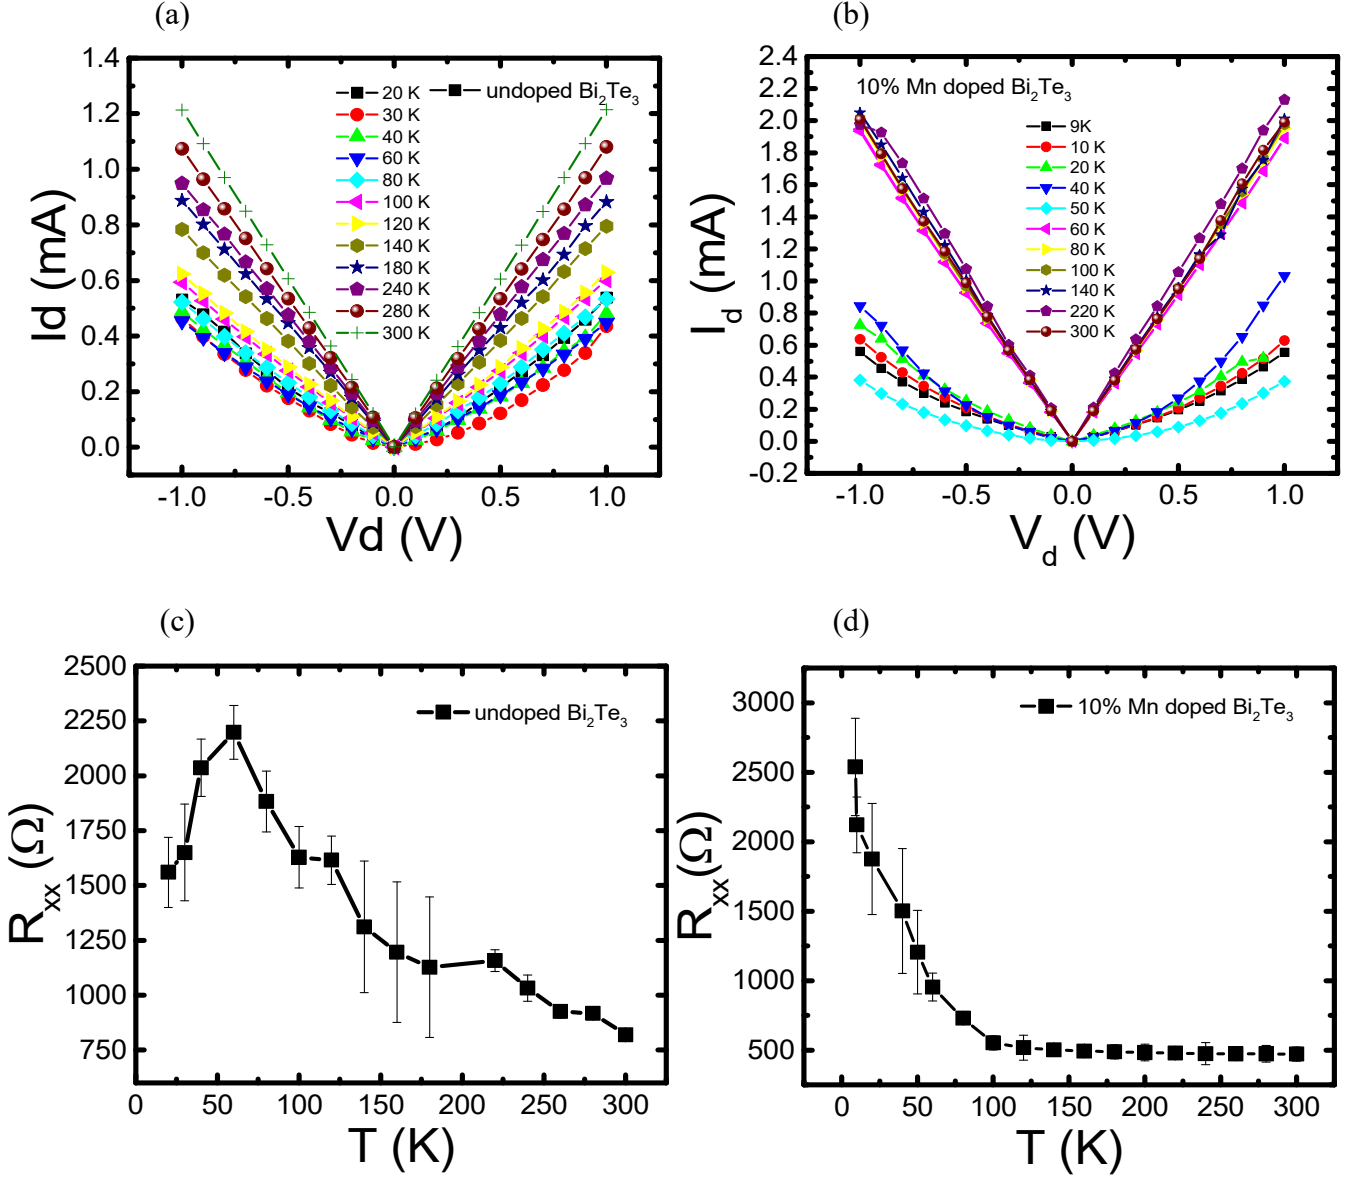 (a)
1.4
1.2
1.0
0.8
0.6
0.4
0.2
0.0
Id (mA)
20 K
30 K
40 K
60 K
80 K
100 K
120 K
140 K
180 K
240 K
280 K
300 K
undoped Bi₂Te₃
-1.0 -0.5 0.0 0.5 1.0
Vd (V)
(b)
2.4
2.2
2.0
1.8
1.6
1.4
1.2
1.0
0.8
0.6
0.4
0.2
0.0
-0.2
I_d (mA)
10% Mn doped Bi₂Te₃
9K
10 K
20 K
40 K
50 K
60 K
80 K
100 K
140 K
220 K
300 K
-1.0 -0.5 0.0 0.5 1.0
V_d (V)
(c)
2500
2250
2000
1750
1500
1250
1000
750
R_xx (Ω)
undoped Bi₂Te₃
0 50 100 150 200 250 300
T (K)
(d)
3000
2500
2000
1500
1000
500
R_xx (Ω)
10% Mn doped Bi₂Te₃
0 50 100 150 200 250 300
T (K)